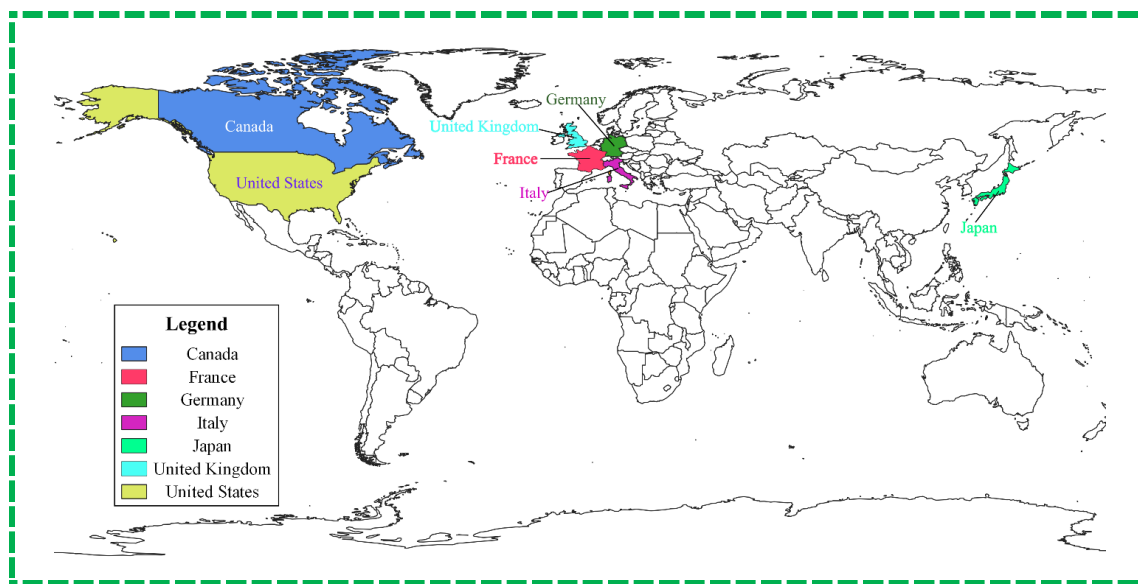 Germany
United Kingdom
Canada
France
United States
Italy
Japan
Legend
Canada
France
Germany
Italy
Japan
United Kingdom
United States